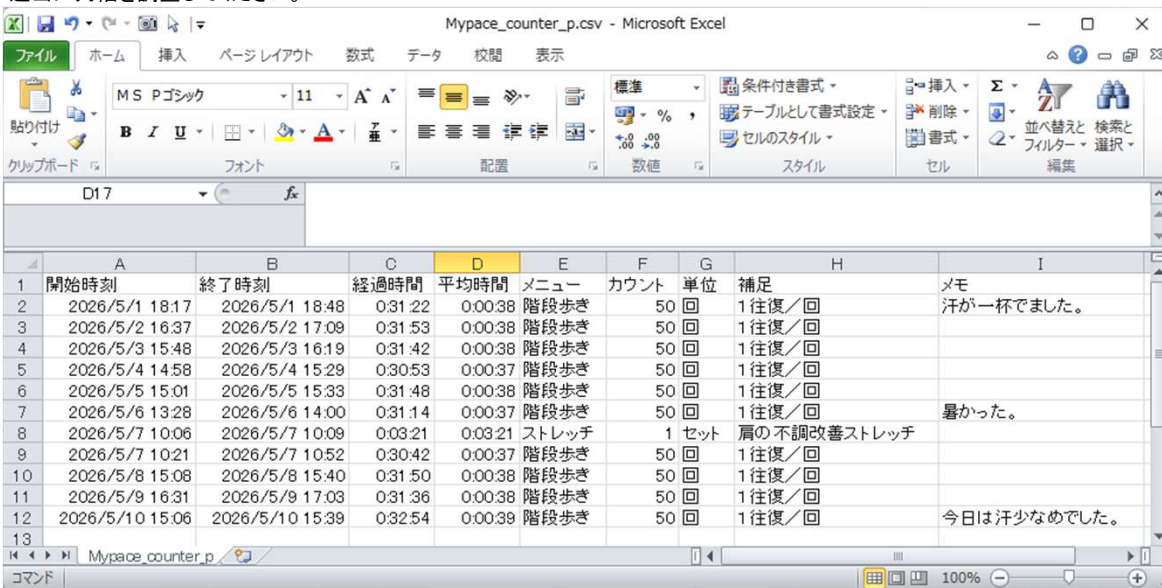 Mypace_counter_p.csv - Microsoft Excel
ファイル ホーム 挿入 ページ レイアウト 数式 データ 校閲 表示
貼り付け
クリップボード
MS Pゴシック 11
B I U
フォント
配置
標準
数値
条件付き書式
テーブルとして書式設定
セルのスタイル
スタイル
挿入
削除
書式
セル
並べ替えと フィルター
検索と 選択
編集
D17 fx
A B C D E F G H I
1 開始時刻 終了時刻 経過時間 平均時間 メニュー カウント 単位 補足 メモ
2 2026/5/1 18:17 2026/5/1 18:48 0:31:22 0:00:38 階段歩き 50 回 1往復/回 汗が一杯でました。
3 2026/5/2 16:37 2026/5/2 17:09 0:31:53 0:00:38 階段歩き 50 回 1往復/回
4 2026/5/3 15:48 2026/5/3 16:19 0:31:42 0:00:38 階段歩き 50 回 1往復/回
5 2026/5/4 14:58 2026/5/4 15:29 0:30:53 0:00:37 階段歩き 50 回 1往復/回
6 2026/5/5 15:01 2026/5/5 15:33 0:31:48 0:00:38 階段歩き 50 回 1往復/回
7 2026/5/6 13:28 2026/5/6 14:00 0:31:14 0:00:37 階段歩き 50 回 1往復/回 暑かった。
8 2026/5/7 10:06 2026/5/7 10:09 0:03:21 0:03:21 ストレッチ 1 セット 肩の不調改善ストレッチ
9 2026/5/7 10:21 2026/5/7 10:52 0:30:42 0:00:37 階段歩き 50 回 1往復/回
10 2026/5/8 15:08 2026/5/8 15:40 0:31:50 0:00:38 階段歩き 50 回 1往復/回
11 2026/5/9 16:31 2026/5/9 17:03 0:31:36 0:00:38 階段歩き 50 回 1往復/回
12 2026/5/10 15:06 2026/5/10 15:39 0:32:54 0:00:39 階段歩き 50 回 1往復/回 今日は汗少なめでした。
13
Mypace_counter_p
コマンド 100%